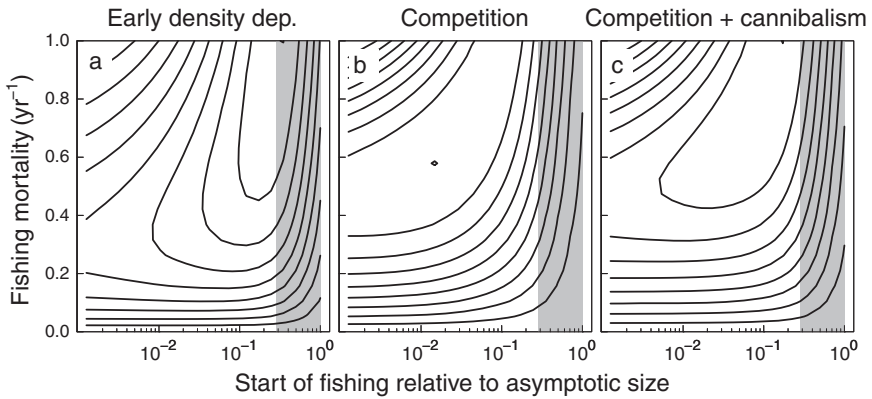 Early density dep.
Competition
Competition + cannibalism
Fishing mortality (yr⁻¹)
1.0
0.8
0.6
0.4
0.2
0.0
a
b
c
10⁻² 10⁻¹ 10⁰
10⁻² 10⁻¹ 10⁰
10⁻² 10⁻¹ 10⁰
Start of fishing relative to asymptotic size